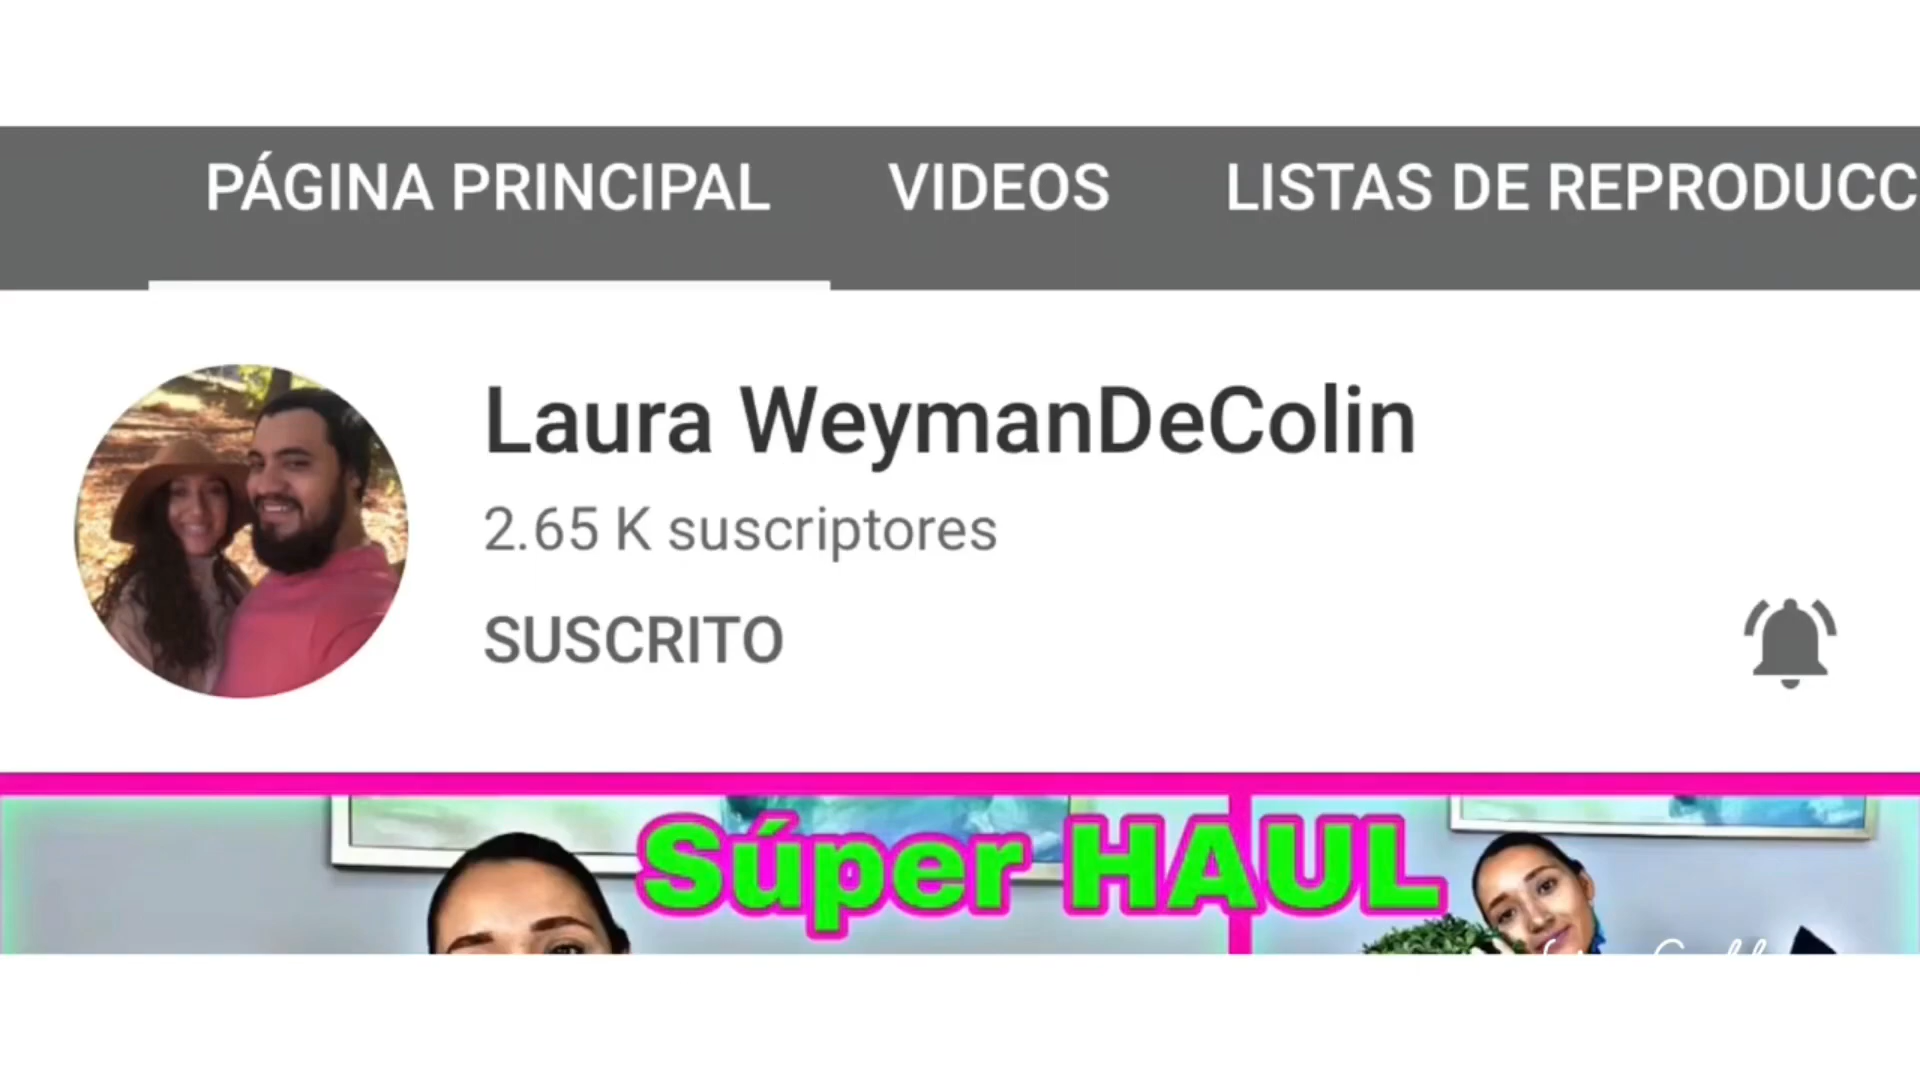 PÁGINA PRINCIPAL VIDEOS LISTAS DE REPRODUCC
Laura WeymanDeColin
2.65 K suscriptores
SUSCRITO
Súper HAUL